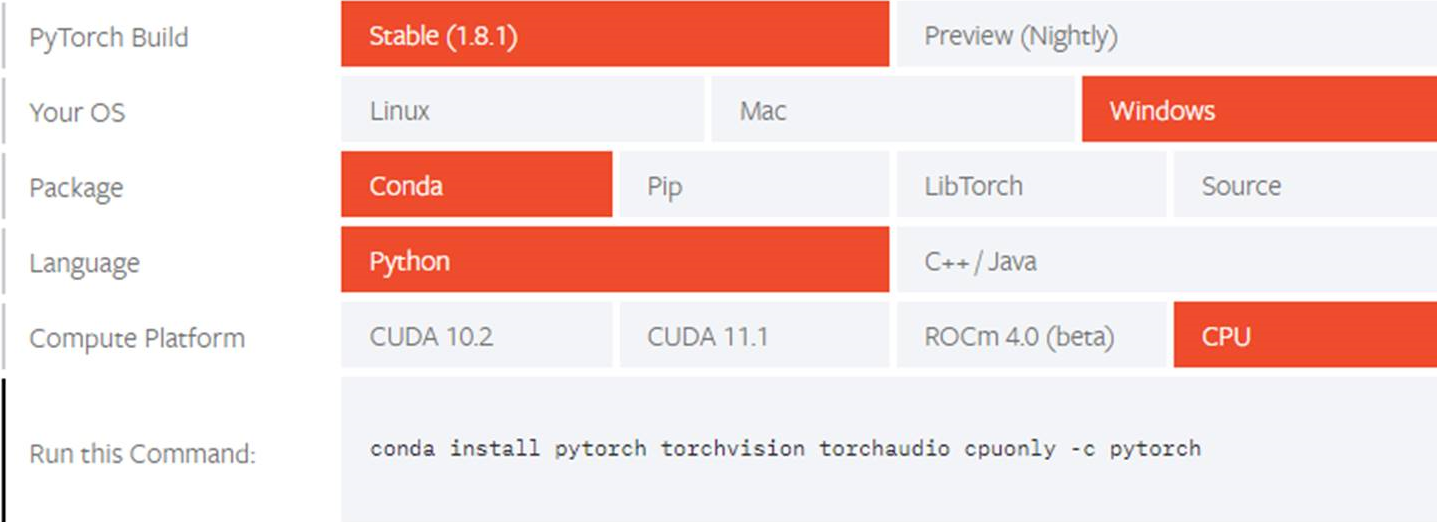 PyTorch Build Stable (1.8.1) Preview (Nightly)
Your OS Linux Mac Windows
Package Conda Pip LibTorch Source
Language Python C++ / Java
Compute Platform CUDA 10.2 CUDA 11.1 ROCm 4.0 (beta) CPU
Run this Command: conda install pytorch torchvision torchaudio cpuonly -c pytorch